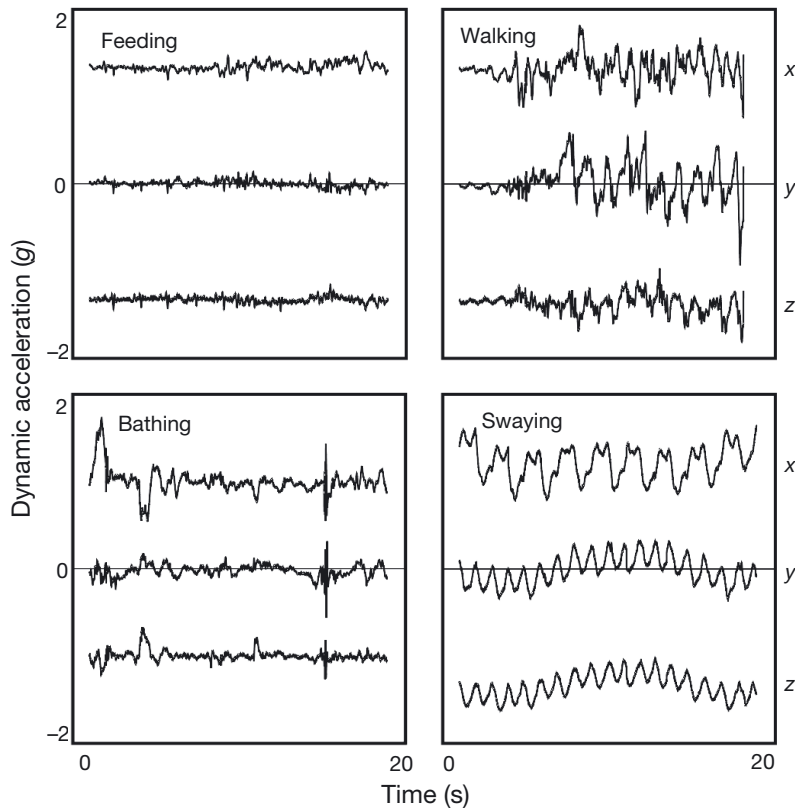 2
Feeding
Walking
x
0
y
Dynamic acceleration (g)
z
–2
2
Bathing
Swaying
x
0
y
z
–2
0
20
0
20
Time (s)